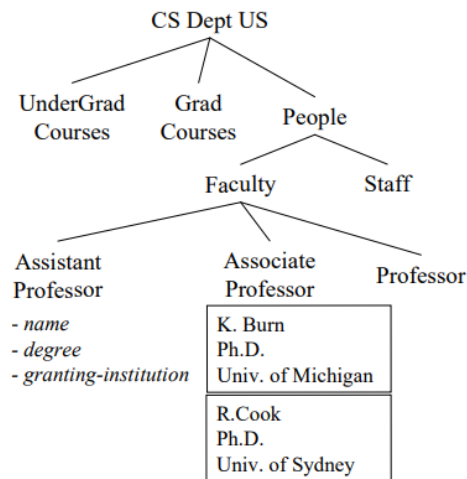 CS Dept US
UnderGrad
Courses
Grad
Courses
People
Faculty
Staff
Assistant
Professor
Associate
Professor
Professor
- name
- degree
- granting-institution
K. Burn
Ph.D.
Univ. of Michigan
R.Cook
Ph.D.
Univ. of Sydney